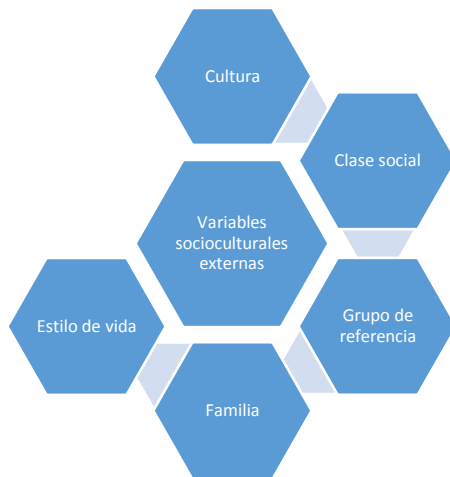 Cultura
Clase social
Variables
socioculturales
externas
Grupo de
referencia
Estilo de vida
Familia